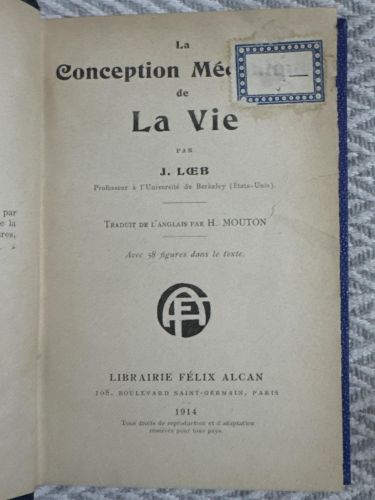 La
Conception
de
La Vie
PAR
J. LŒB
Professeur à l'Université de Berkeley (États-Unis).
TRADUIT DE L'ANGLAIS PAR H. MOUTON
Avec 58 figures dans le texte.
LIBRAIRIE FÉLIX ALCAN
108, BOULEVARD SAINT-GERMAIN, PARIS
1914
Tous droits de reproduction et d'adaptation
réservés pour tous pays.
par